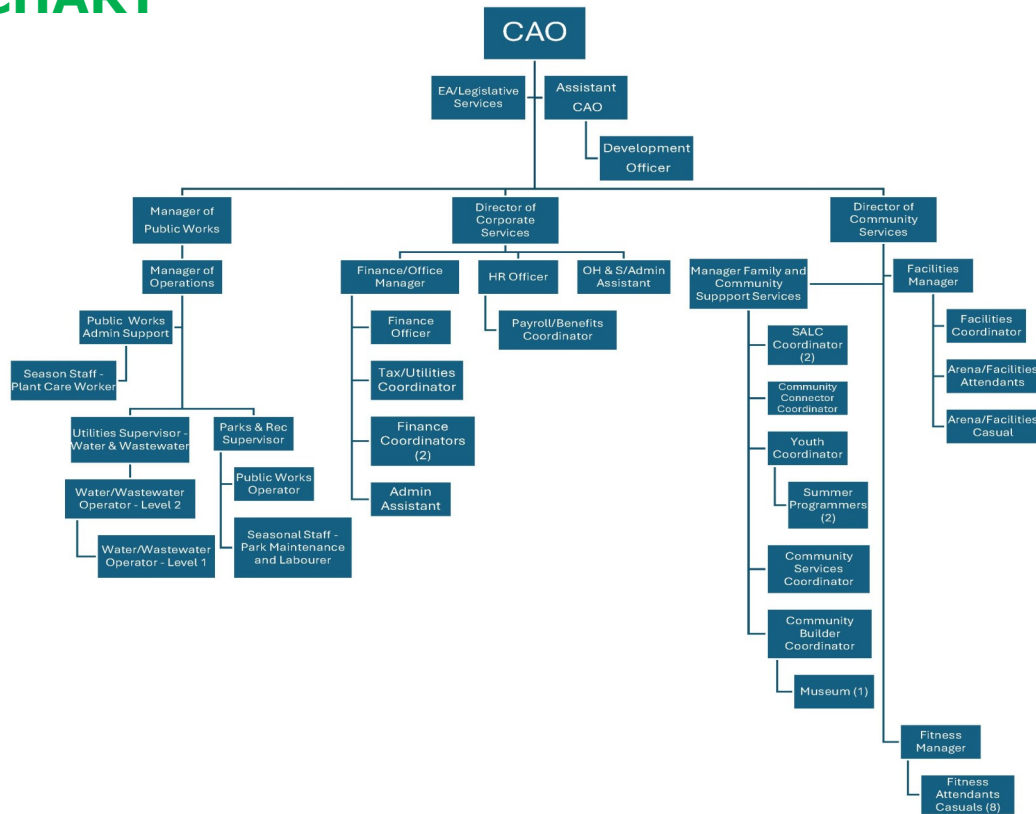 CHART
CAO
EA/Legislative
Services
Assistant
CAO
Development
Officer
Manager of
Public Works
Director of
Corporate
Services
Director of
Community
Services
Manager of
Operations
Finance/Office
Manager
HR Officer
OH & S/Admin
Assistant
Manager Family and
Community
Suppport Services
Facilities
Manager
Public Works
Admin Support
Season Staff -
Plant Care Worker
Utilities Supervisor -
Water & Wastewater
Parks & Rec
Supervisor
Water/Wastewater
Operator - Level 2
Water/Wastewater
Operator - Level 1
Public Works
Operator
Seasonal Staff -
Park Maintenance
and Labourer
Finance
Officer
Tax/Utilities
Coordinator
Finance
Coordinators
(2)
Admin
Assistant
Payroll/Benefits
Coordinator
SALC
Coordinator
(2)
Community
Connector
Coordinator
Youth
Coordinator
Summer
Programmers
(2)
Community
Services
Coordinator
Community
Builder
Coordinator
Museum (1)
Facilities
Coordinator
Arena/Facilities
Attendants
Arena/Facilities
Casual
Fitness
Manager
Fitness
Attendants
Casuals (8)